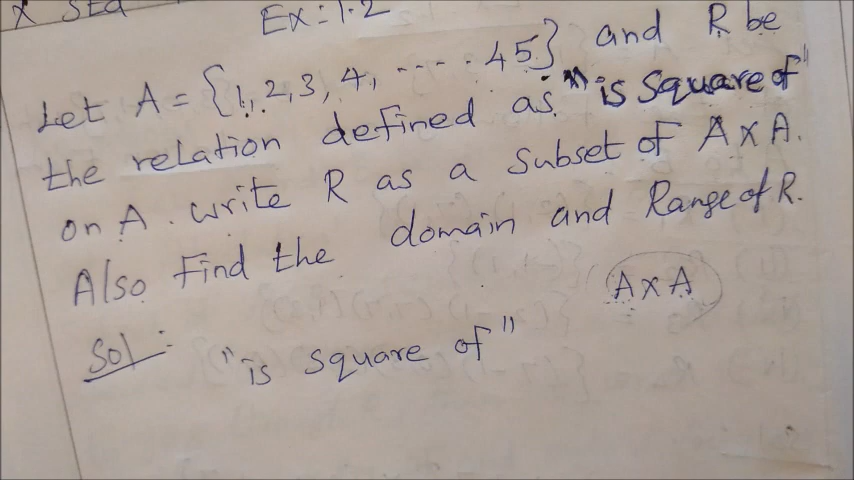 X Std
Ex: 1.2
Let A = {1, 2, 3, 4, ..... 45} and R be
the relation defined as "is square of"
on A. write R as a subset of A x A.
Also Find the domain and Range of R.
A x A
Sol:
"is square of"